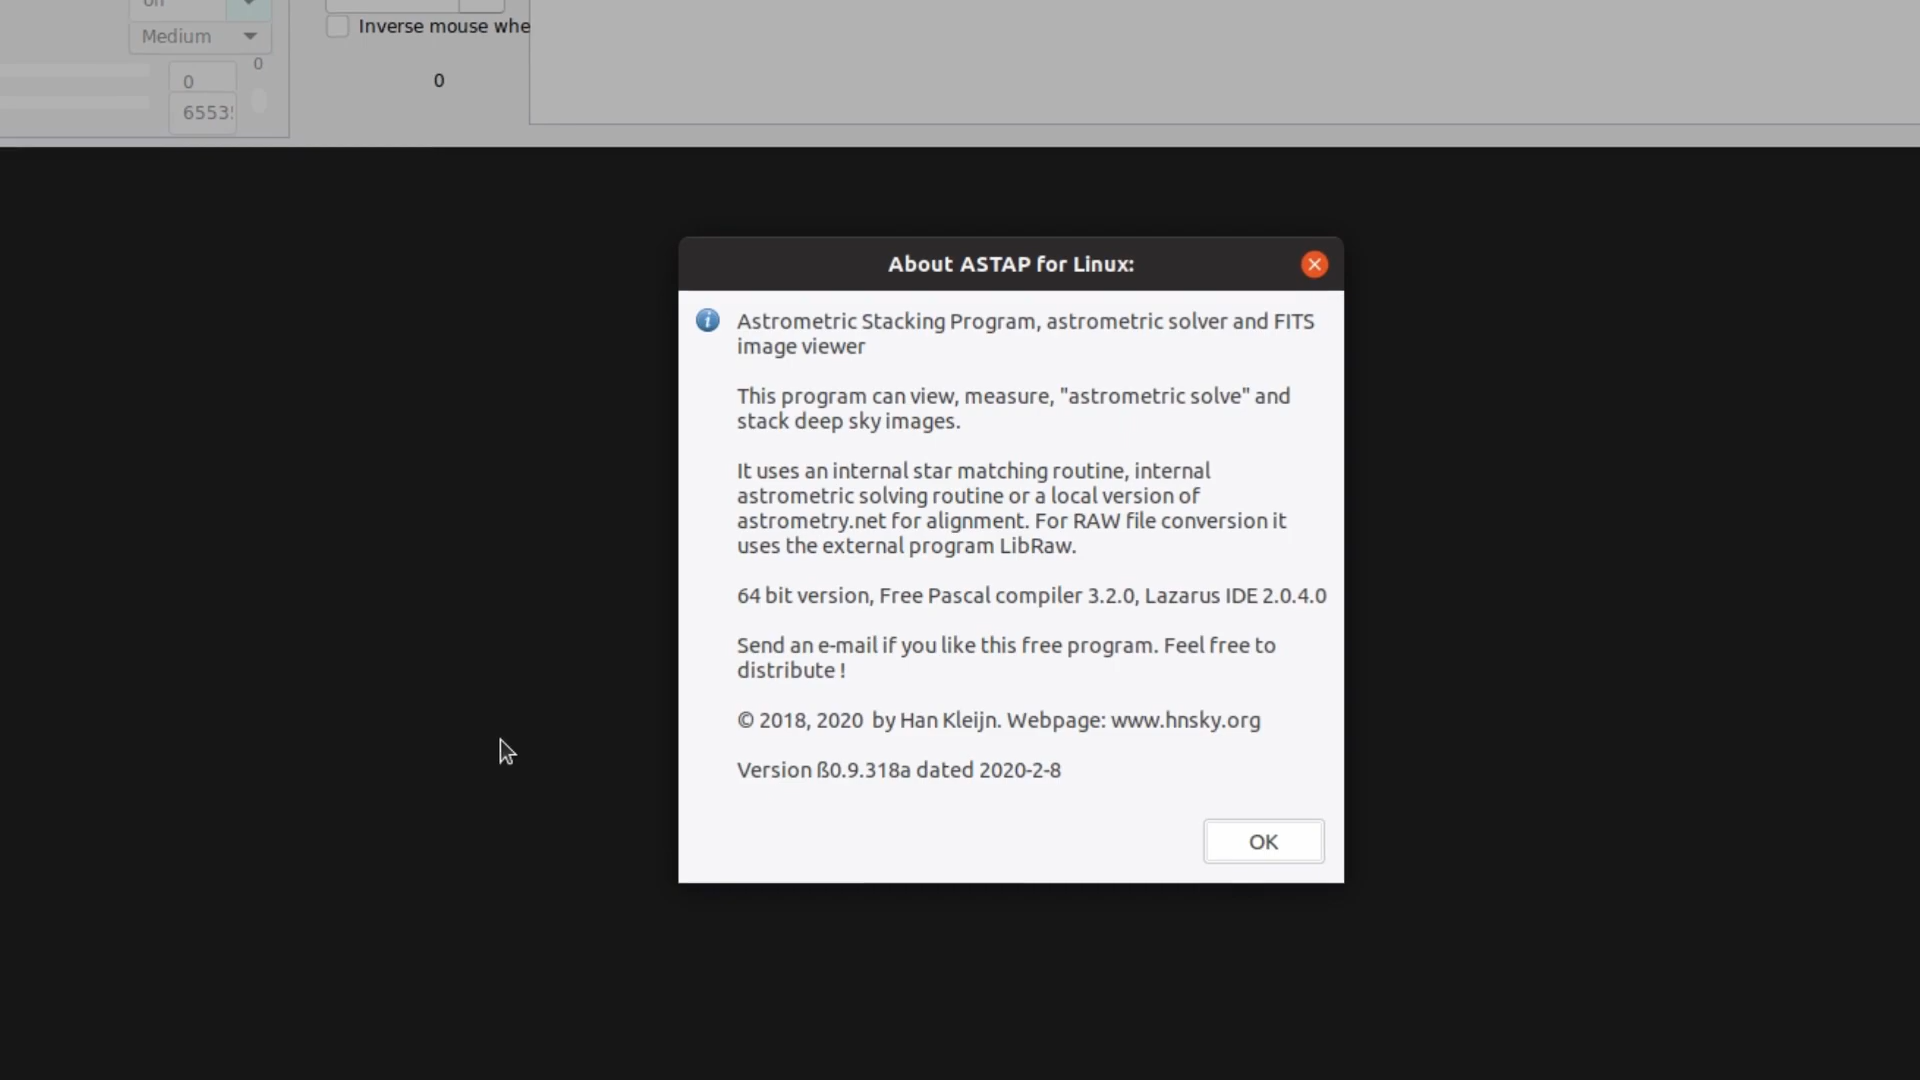 Medium
Inverse mouse whe
0
0
0
6553
About ASTAP for Linux:
Astrometric Stacking Program, astrometric solver and FITS
image viewer
This program can view, measure, "astrometric solve" and
stack deep sky images.
It uses an internal star matching routine, internal
astrometric solving routine or a local version of
astrometry.net for alignment. For RAW file conversion it
uses the external program LibRaw.
64 bit version, Free Pascal compiler 3.2.0, Lazarus IDE 2.0.4.0
Send an e-mail if you like this free program. Feel free to
distribute !
© 2018, 2020 by Han Kleijn. Webpage: www.hnsky.org
Version ß0.9.318a dated 2020-2-8
OK